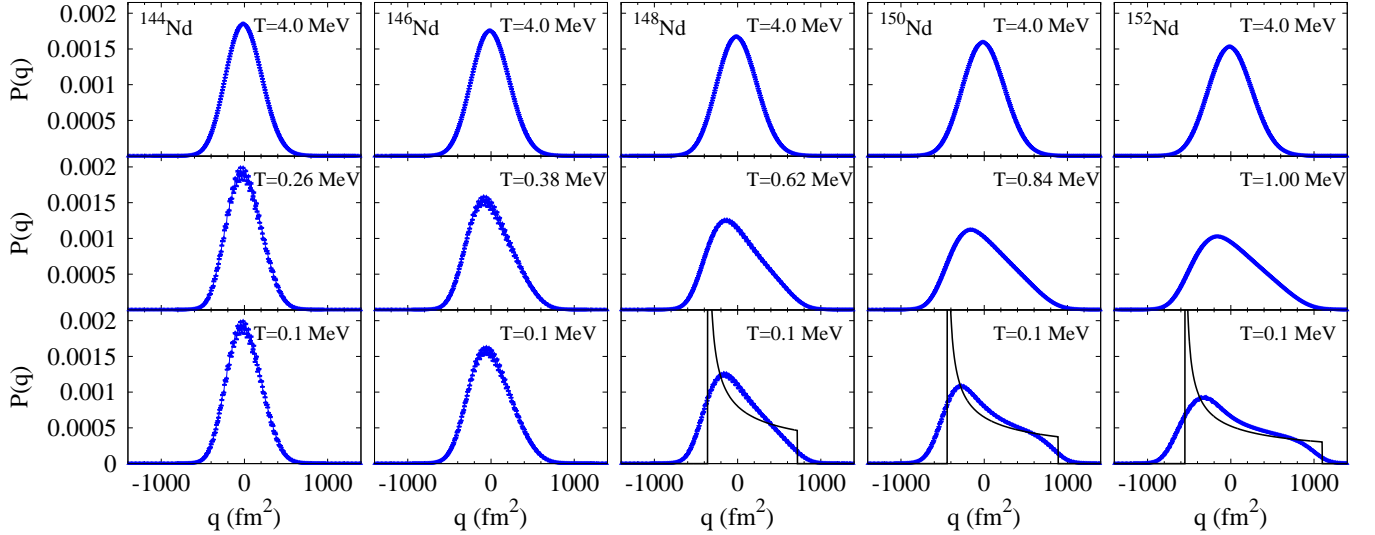 ¹⁴⁴Nd T=4.0 MeV ¹⁴⁶Nd T=4.0 MeV ¹⁴⁸Nd T=4.0 MeV ¹⁵⁰Nd T=4.0 MeV ¹⁵²Nd T=4.0 MeV
P(q)
0.002
0.0015
0.001
0.0005
T=0.26 MeV T=0.38 MeV T=0.62 MeV T=0.84 MeV T=1.00 MeV
P(q)
0.002
0.0015
0.001
0.0005
T=0.1 MeV T=0.1 MeV T=0.1 MeV T=0.1 MeV T=0.1 MeV
P(q)
0.002
0.0015
0.001
0.0005
0
-1000 0 1000 -1000 0 1000 -1000 0 1000 -1000 0 1000 -1000 0 1000
q (fm²) q (fm²) q (fm²) q (fm²) q (fm²)